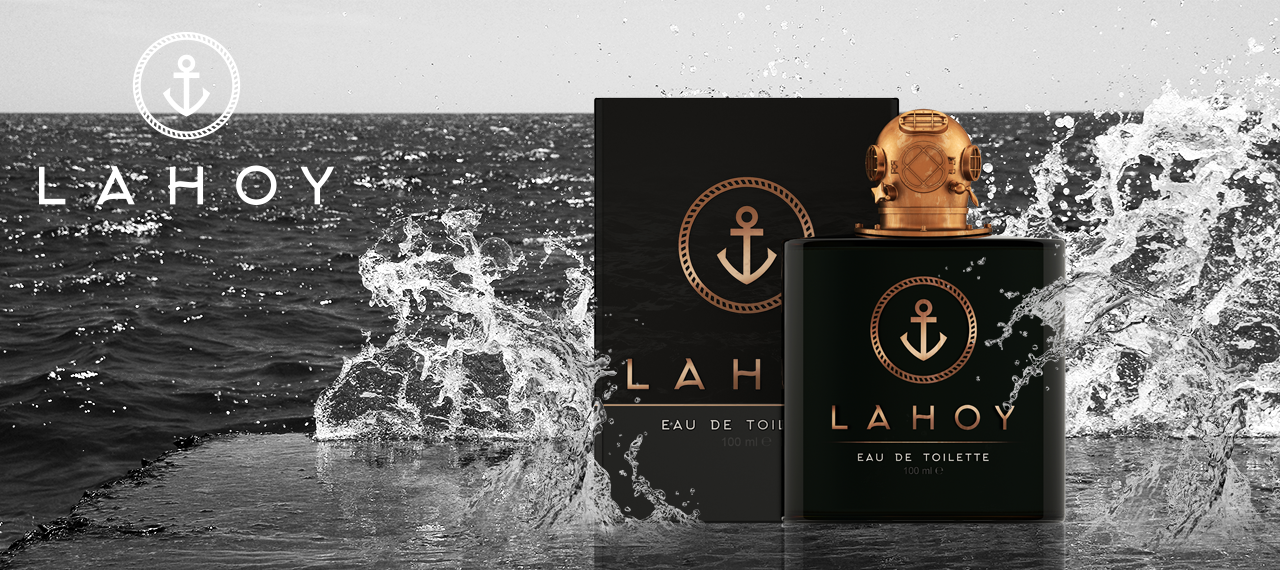 LAHOY
LAH
EAU DE TOIL
100 ml ℮
LAHOY
EAU DE TOILETTE
100 ml ℮